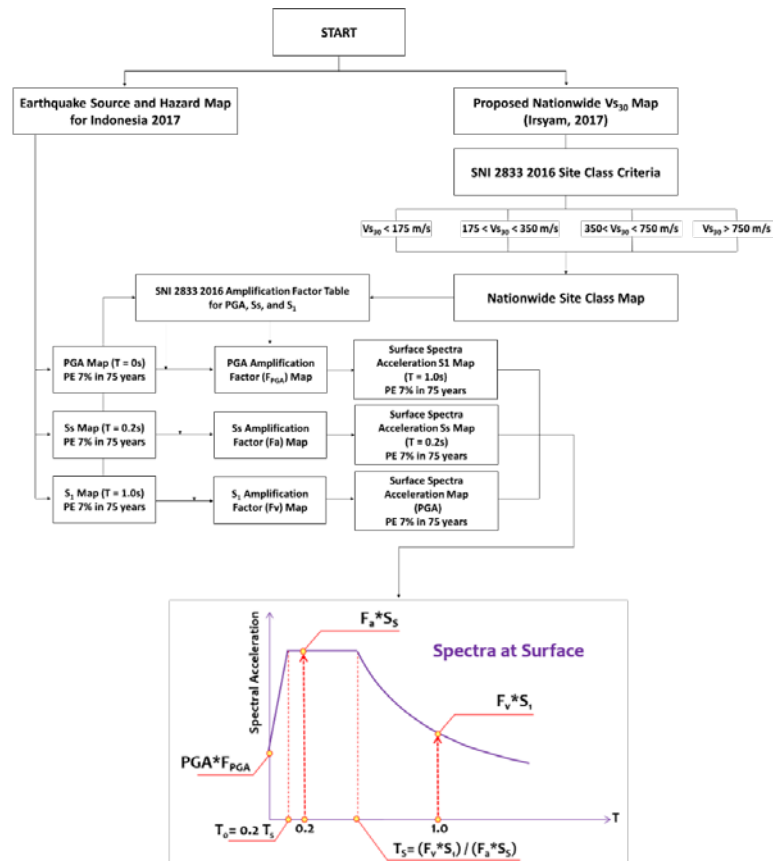 START
Earthquake Source and Hazard Map
for Indonesia 2017
Proposed Nationwide Vs30 Map
(Irsyam, 2017)
SNI 2833 2016 Site Class Criteria
Vs30 < 175 m/s
175 < Vs30 < 350 m/s
350< Vs30 < 750 m/s
Vs30 > 750 m/s
SNI 2833 2016 Amplification Factor Table
for PGA, Ss, and S1
Nationwide Site Class Map
PGA Map (T = 0s)
PE 7% in 75 years
PGA Amplification
Factor (FPGA) Map
Surface Spectra
Acceleration S1 Map
(T = 1.0s)
PE 7% in 75 years
Ss Map (T = 0.2s)
PE 7% in 75 years
Ss Amplification
Factor (Fa) Map
Surface Spectra
Acceleration Ss Map
(T = 0.2s)
PE 7% in 75 years
S1 Map (T = 1.0s)
PE 7% in 75 years
S1 Amplification
Factor (Fv) Map
Surface Spectra
Acceleration Map
(PGA)
PE 7% in 75 years
Spectral Acceleration
Fa*SS
Spectra at Surface
Fv*S1
PGA*FPGA
T
T0= 0.2 Ts
0.2
1.0
TS= (Fv*S1) / (Fa*SS)